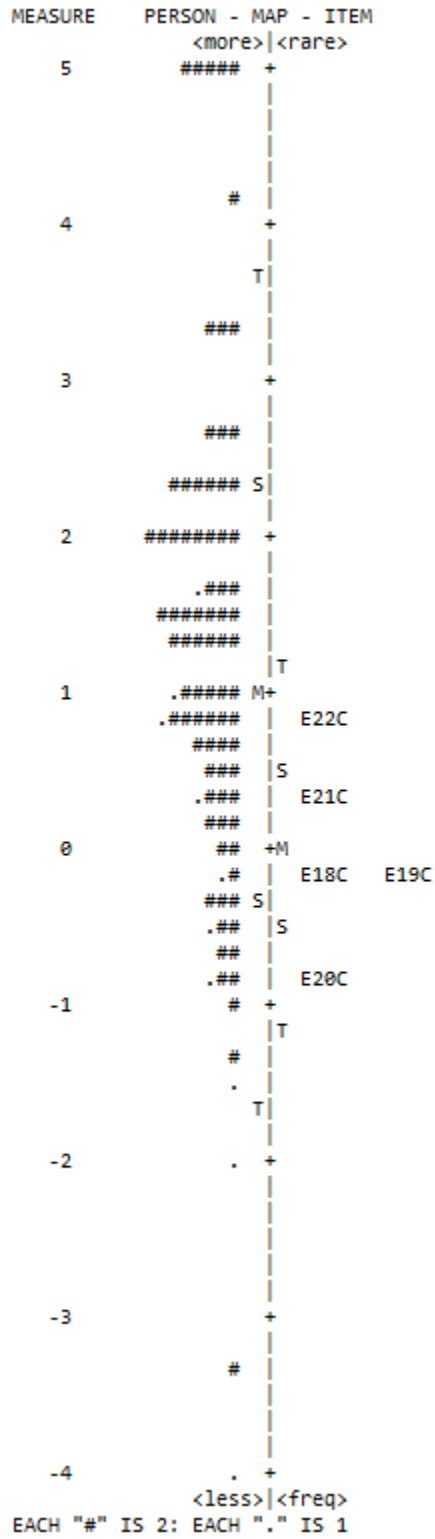 MEASURE    PERSON - MAP - ITEM
               <more>|<rare>
    5         #####  +
                     |
                     |
                     |
                     |
                  #  |
    4                +
                     |
                    T|
                     |
                ###  |
                     |
    3                +
                     |
                ###  |
                     |
             ###### S|
                     |
    2      ########  +
                     |
               .###  |
            #######  |
             ######  |
                     |T
    1        .##### M+
            .######  |  E22C
               ####  |
                ###  |S
               .###  |  E21C
                ###  |
    0            ##  +M
                 .#  |  E18C   E19C
                ### S|
                .##  |S
                 ##  |
                .##  |  E20C
   -1             #  +
                     |T
                  #  |
                  .  |
                    T|
                     |
   -2             .  +
                     |
                     |
                     |
                     |
                     |
   -3                +
                     |
                  #  |
                     |
                     |
                     |
   -4             .  +
               <less>|<freq>
EACH "#" IS 2: EACH "." IS 1